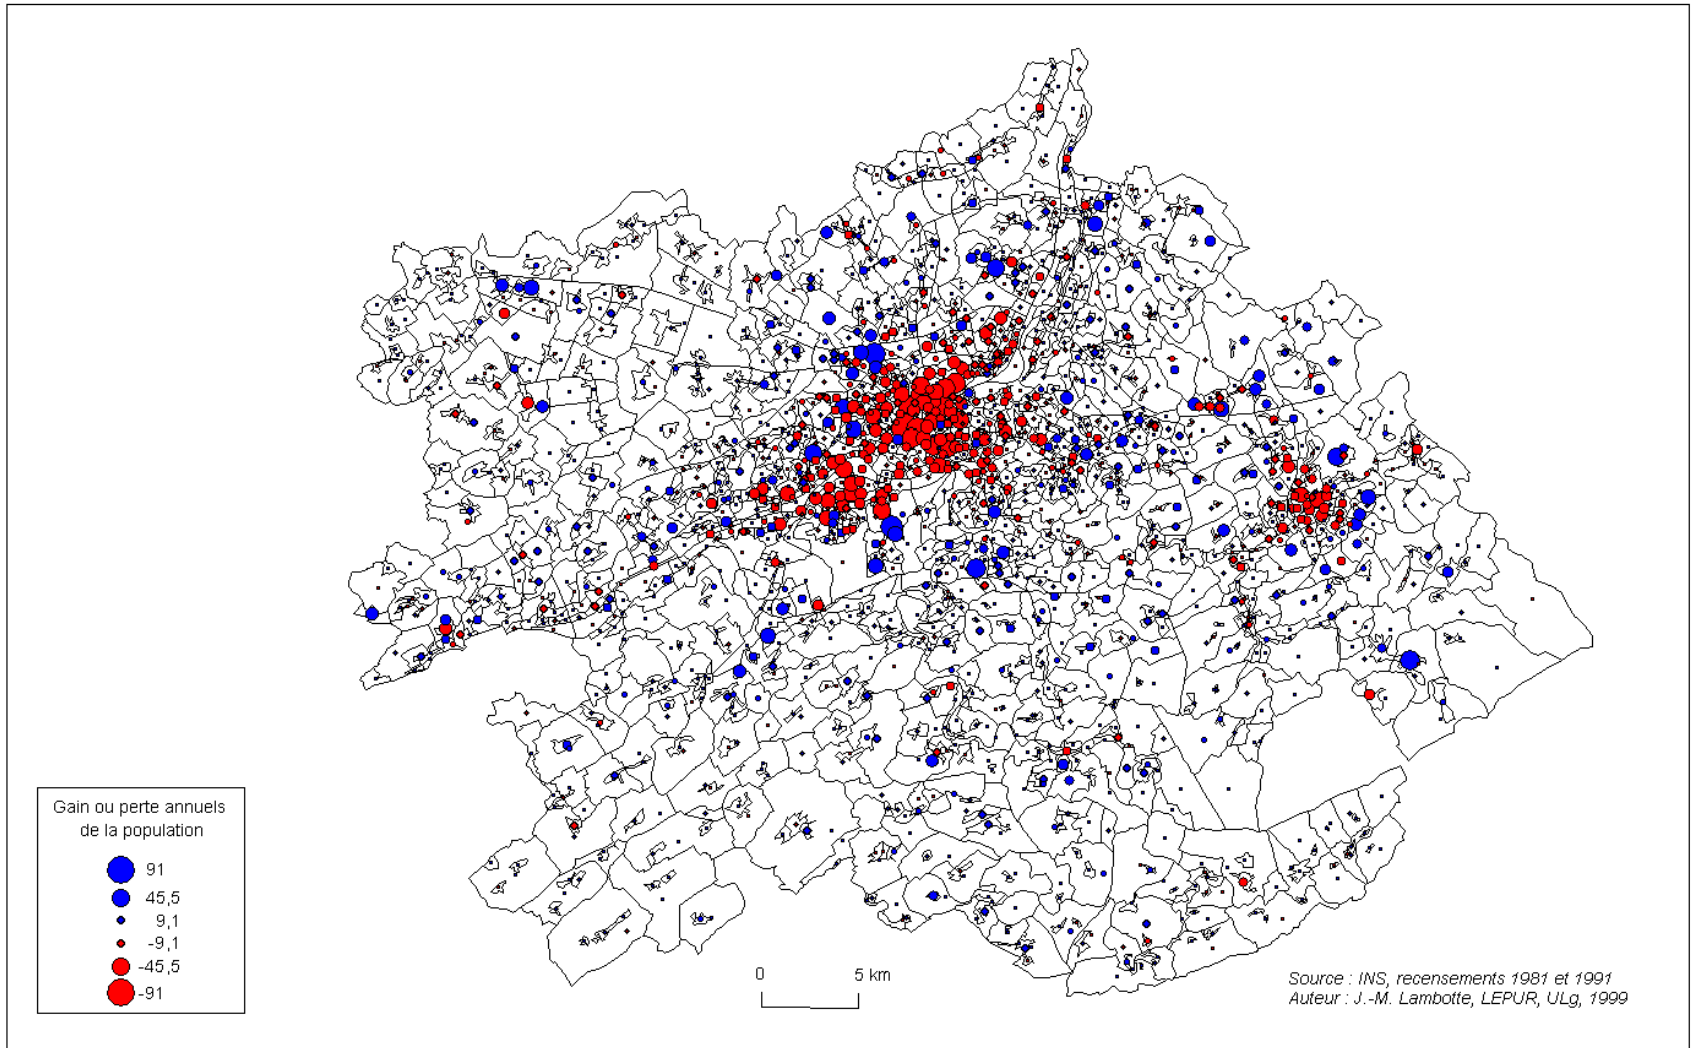 Gain ou perte annuels
de la population
91
45,5
9,1
-9,1
-45,5
-91
0 5 km
Source : INS, recensements 1981 et 1991
Auteur : J.-M. Lambotte, LEPUR, ULg, 1999